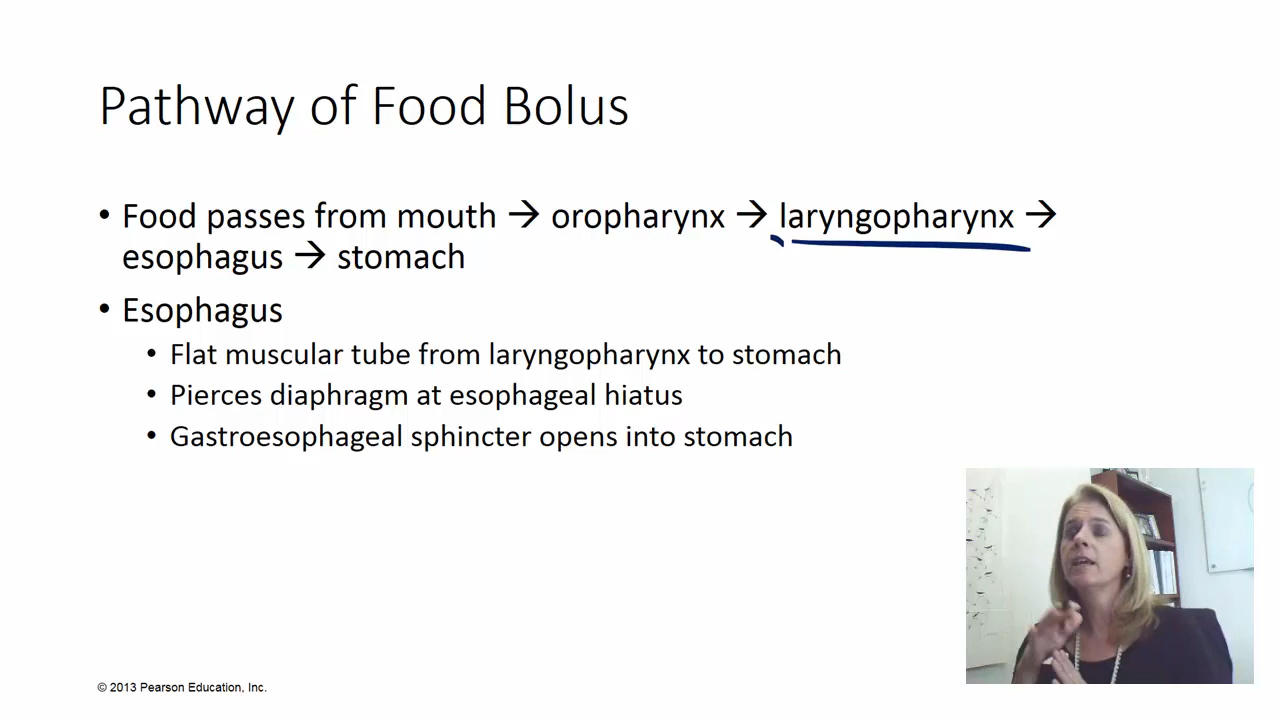 Pathway of Food Bolus
• Food passes from mouth → oropharynx → laryngopharynx →
esophagus → stomach
• Esophagus
• Flat muscular tube from laryngopharynx to stomach
• Pierces diaphragm at esophageal hiatus
• Gastroesophageal sphincter opens into stomach
© 2013 Pearson Education, Inc.